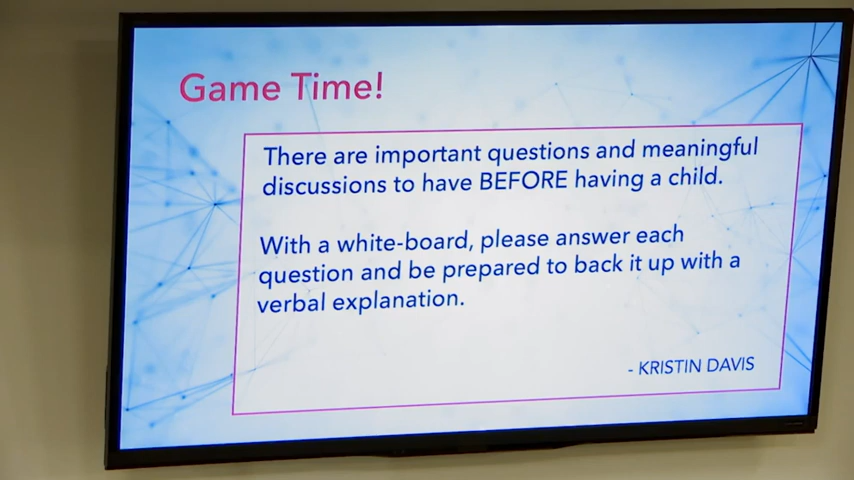 Game Time!
There are important questions and meaningful
discussions to have BEFORE having a child.
With a white-board, please answer each
question and be prepared to back it up with a
verbal explanation.
- KRISTIN DAVIS